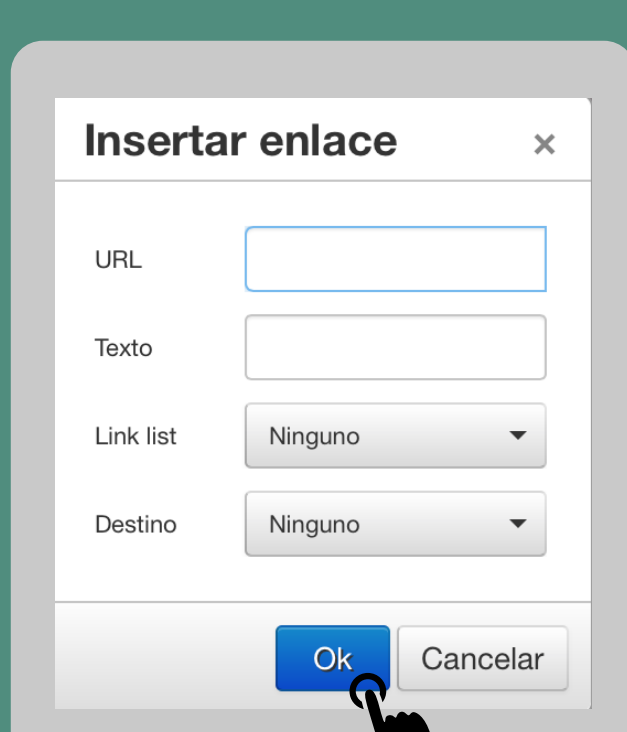 Insertar enlace ×
URL
Texto
Link list Ninguno
Destino Ninguno
Ok Cancelar